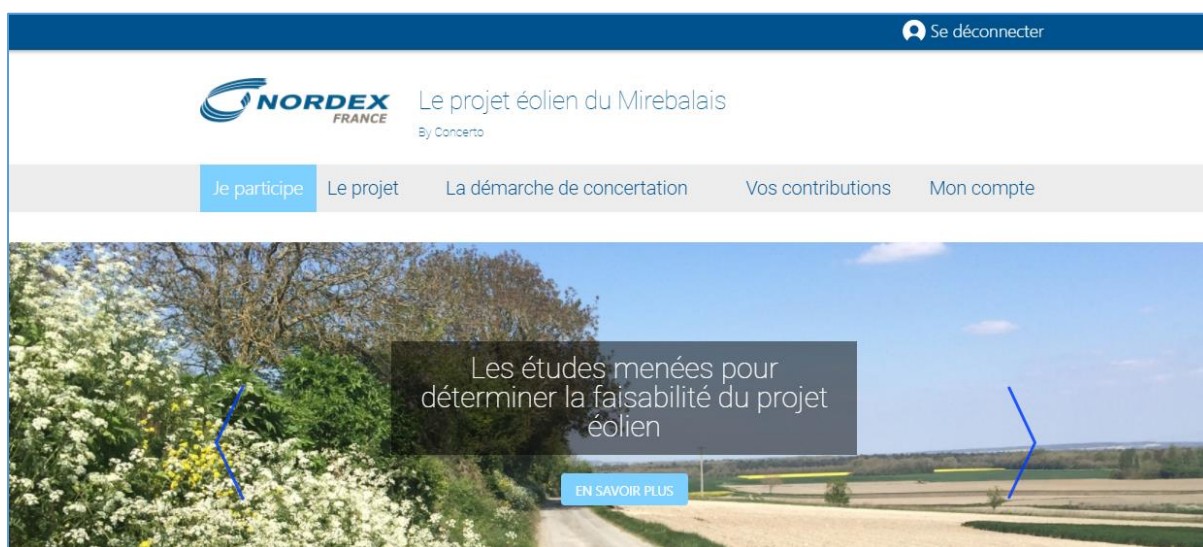 Se déconnecter
NORDEX
FRANCE
Le projet éolien du Mirebalais
By Concerto
Je participe
Le projet
La démarche de concertation
Vos contributions
Mon compte
Les études menées pour
déterminer la faisabilité du projet
éolien
EN SAVOIR PLUS